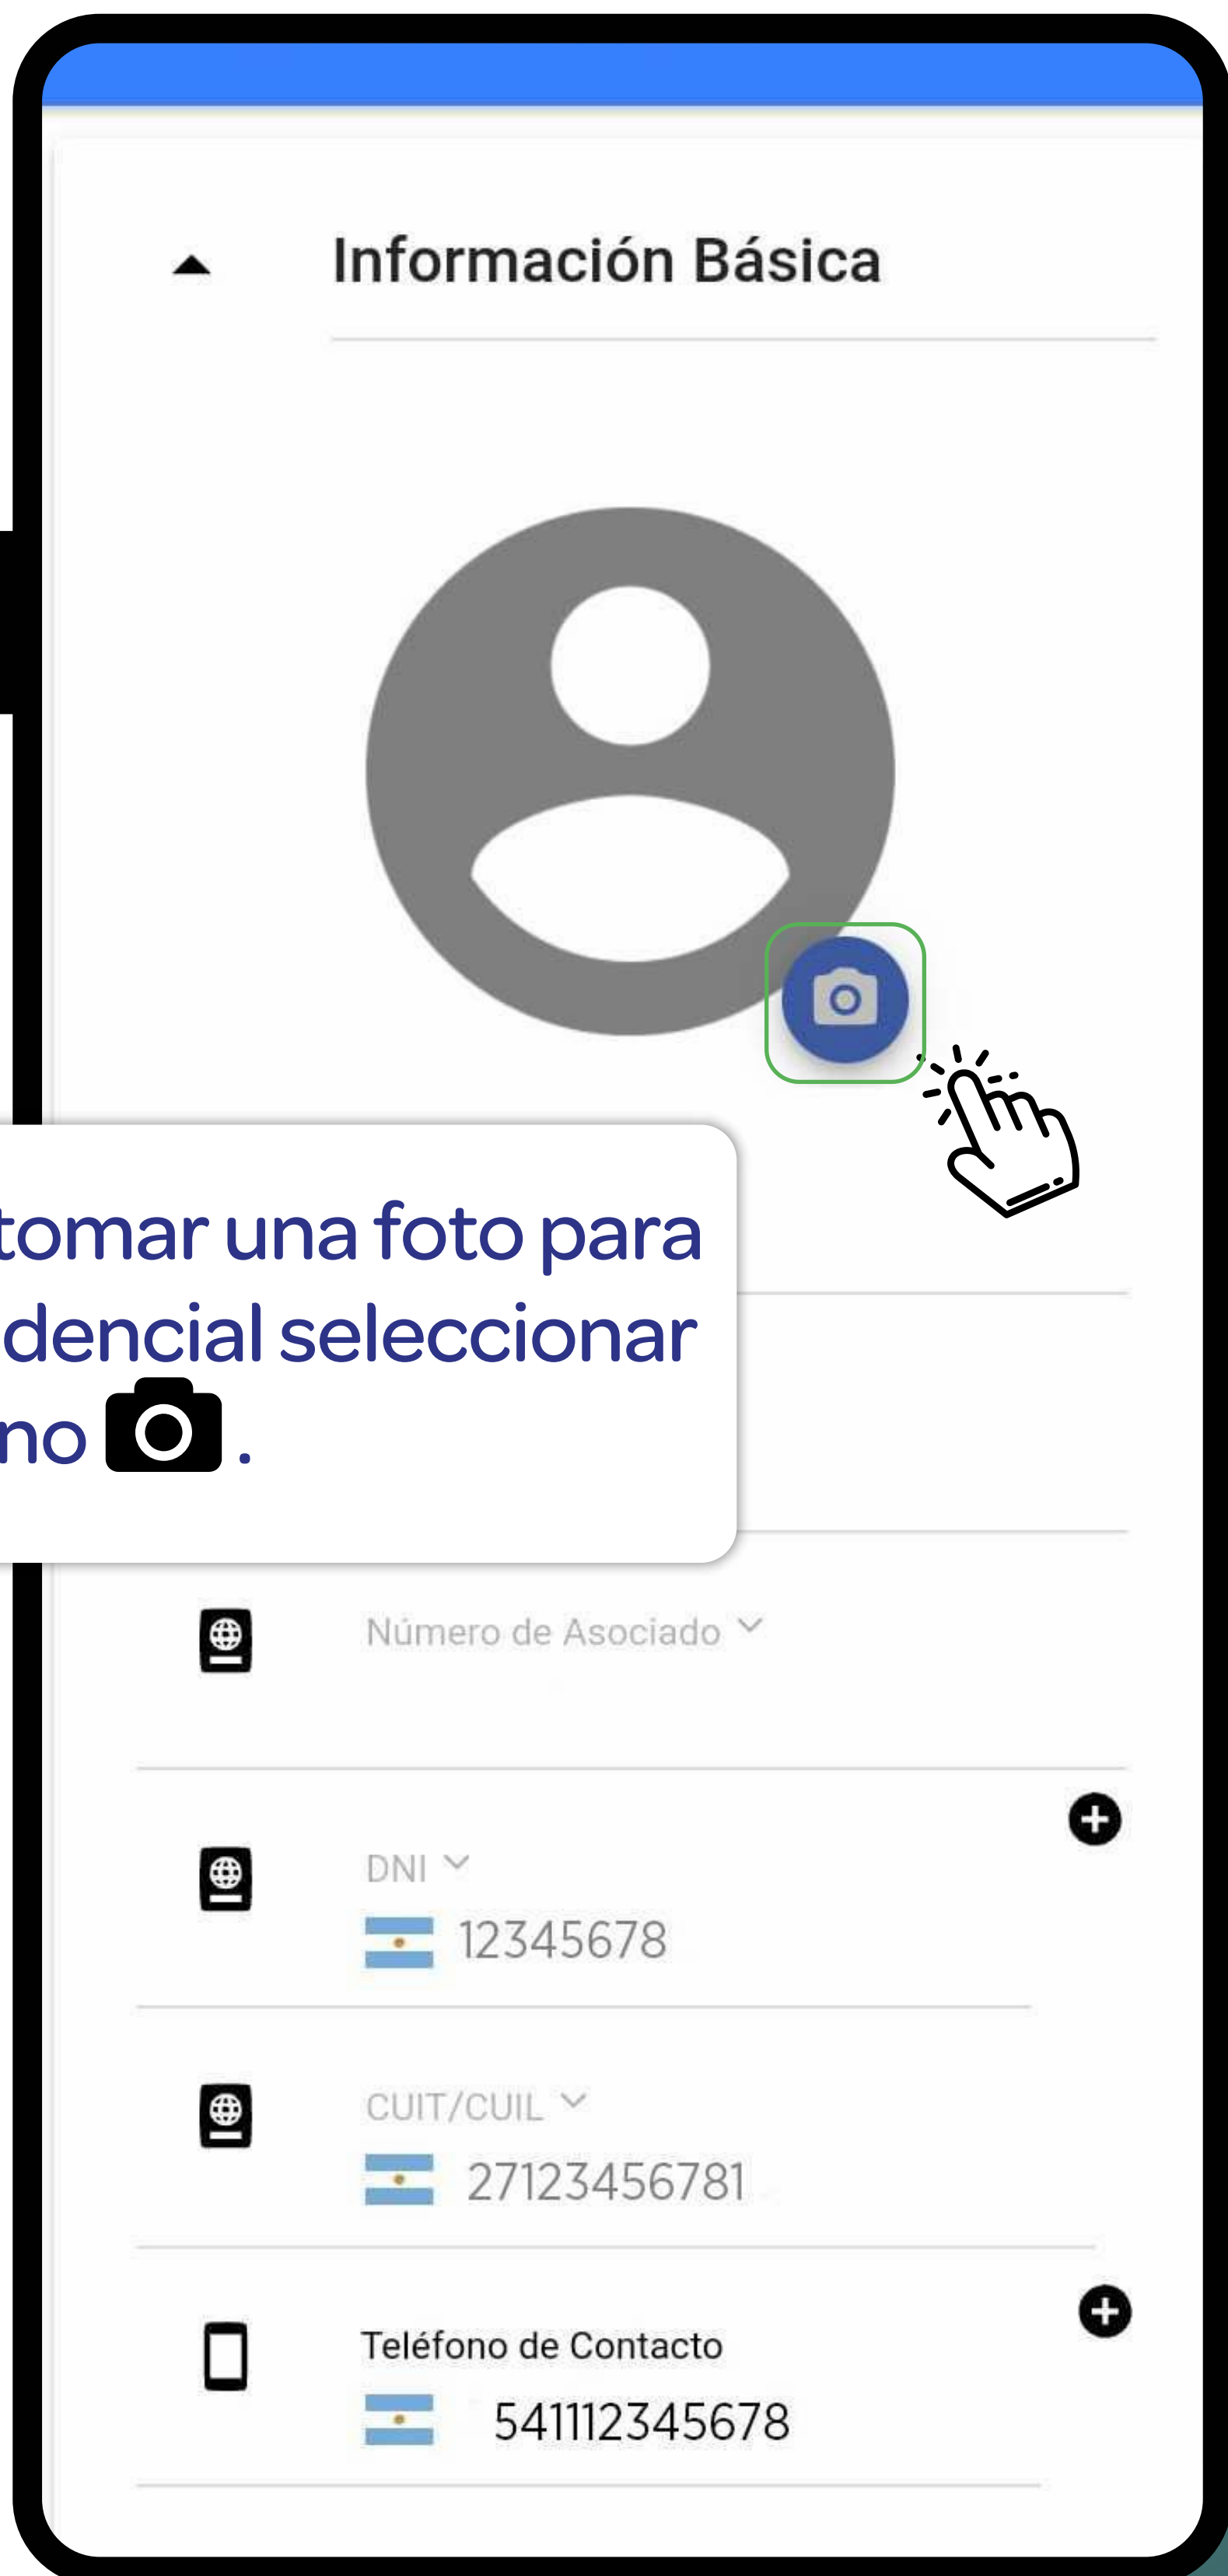 Información Básica
tomar una foto para
dencial seleccionar
no
.
Número de Asociado
DNI
12345678
CUIT/CUIL
27123456781
Teléfono de Contacto
541112345678